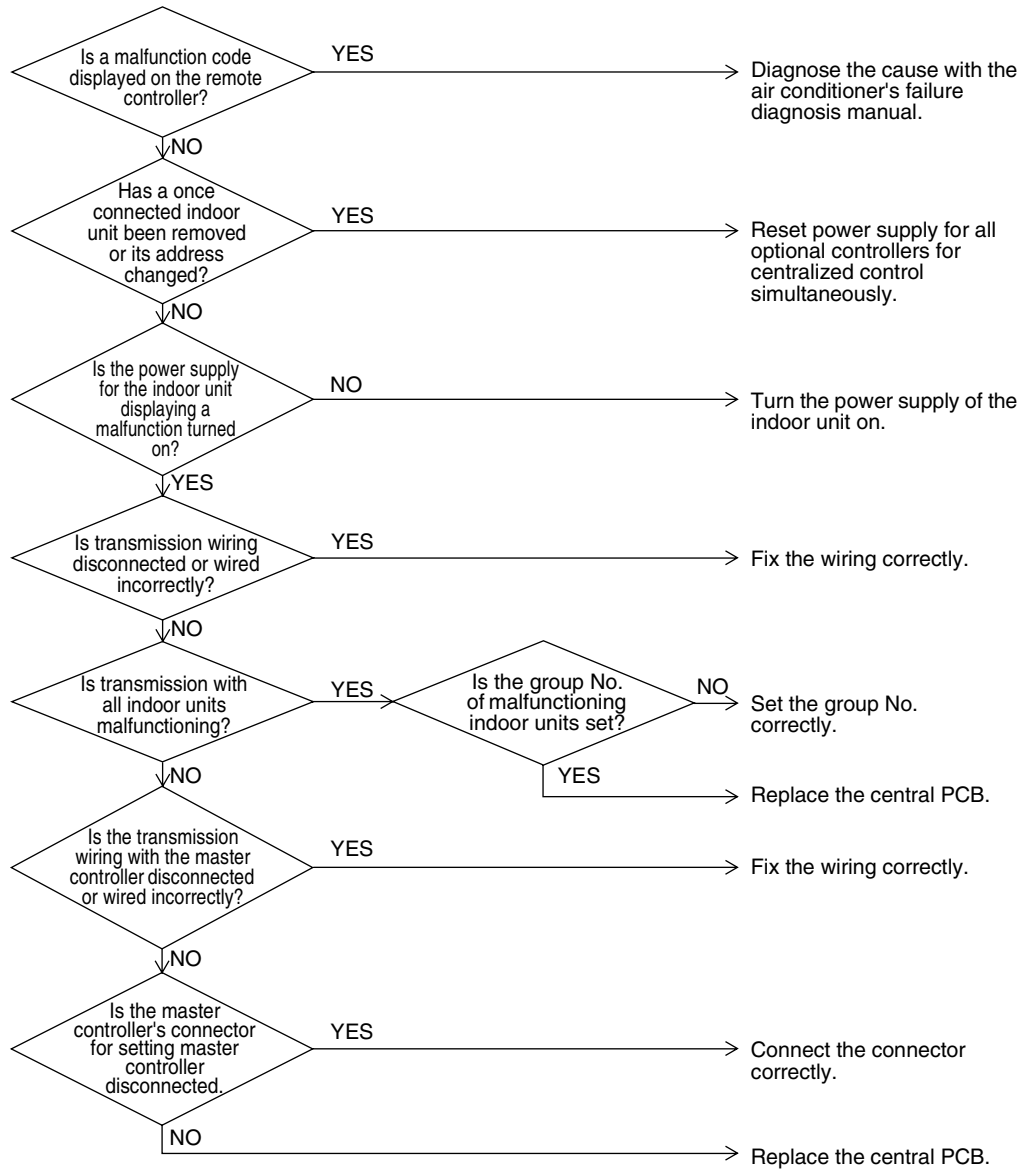 Is a malfunction code
displayed on the remote
controller?
YES
Diagnose the cause with the
air conditioner's failure
diagnosis manual.
NO
Has a once
connected indoor
unit been removed
or its address
changed?
YES
Reset power supply for all
optional controllers for
centralized control
simultaneously.
NO
Is the power supply
for the indoor unit
displaying a
malfunction turned
on?
NO
Turn the power supply of the
indoor unit on.
YES
Is transmission wiring
disconnected or wired
incorrectly?
YES
Fix the wiring correctly.
NO
Is transmission with
all indoor units
malfunctioning?
YES
Is the group No.
of malfunctioning
indoor units set?
NO
Set the group No.
correctly.
YES
Replace the central PCB.
NO
Is the transmission
wiring with the master
controller disconnected
or wired incorrectly?
YES
Fix the wiring correctly.
NO
Is the master
controller's connector
for setting master
controller
disconnected.
YES
Connect the connector
correctly.
NO
Replace the central PCB.